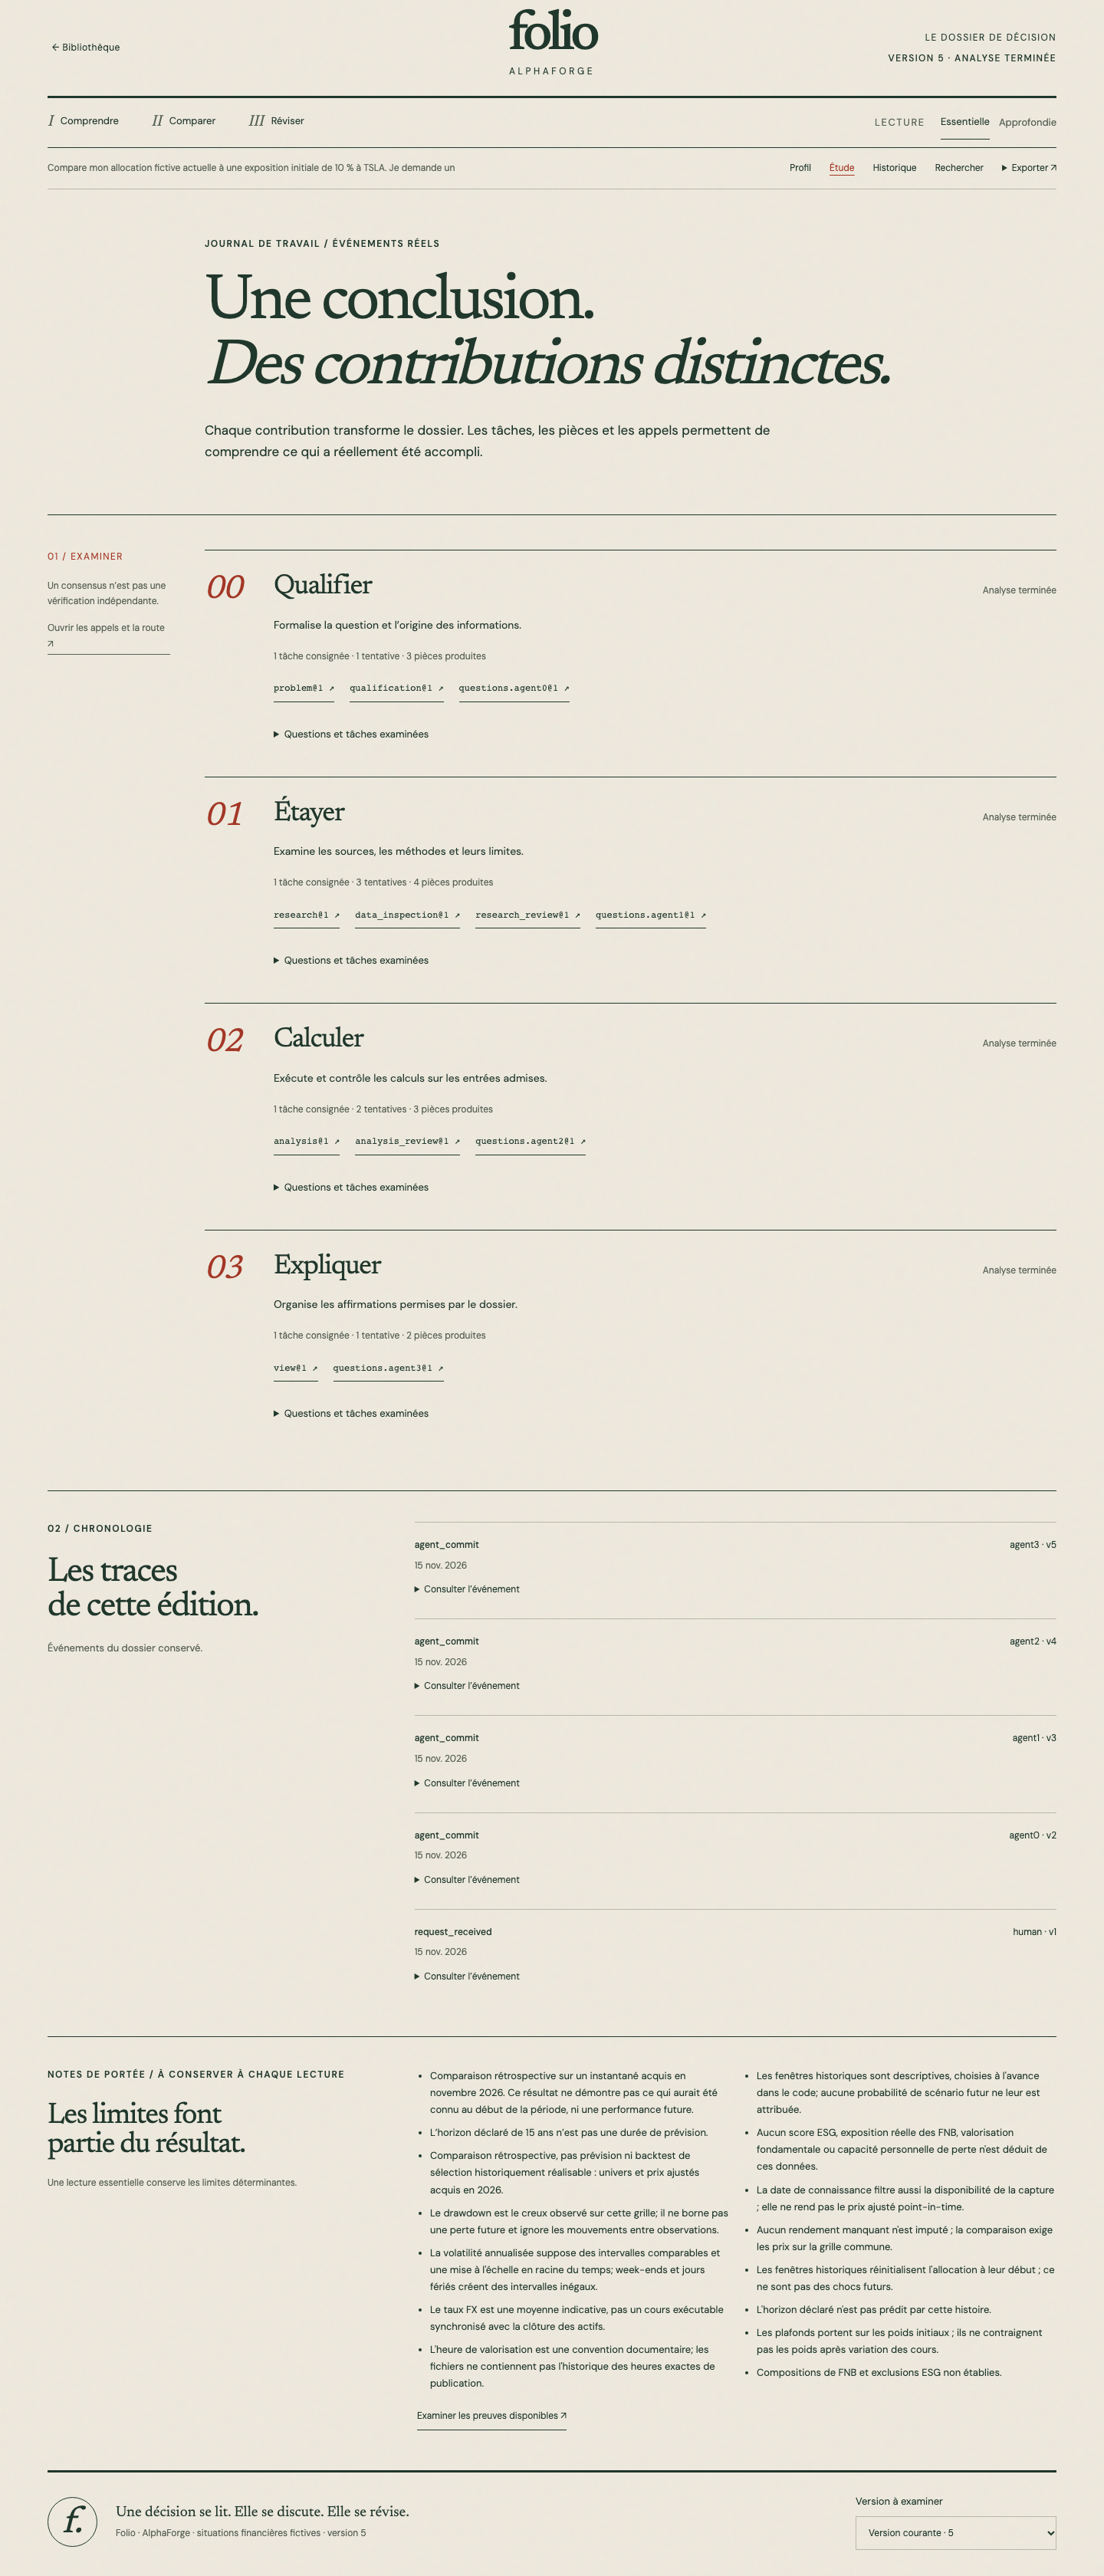 ← Bibliothèque
folio
ALPHAFORGE
LE DOSSIER DE DÉCISION
VERSION 5 · ANALYSE TERMINÉE
I Comprendre II Comparer III Réviser
LECTURE Essentielle Approfondie
Compare mon allocation fictive actuelle à une exposition initiale de 10 % à TSLA. Je demande un
Profil Étude Historique Rechercher ▶ Exporter ↗
JOURNAL DE TRAVAIL / ÉVÉNEMENTS RÉELS
Une conclusion.
Des contributions distinctes.
Chaque contribution transforme le dossier. Les tâches, les pièces et les appels permettent de
comprendre ce qui a réellement été accompli.
01 / EXAMINER
Un consensus n’est pas une
vérification indépendante.
Ouvrir les appels et la route
↗
00 Qualifier
Analyse terminée
Formalise la question et l’origine des informations.
1 tâche consignée · 1 tentative · 3 pièces produites
problem@1 ↗ qualification@1 ↗ questions.agent0@1 ↗
▶ Questions et tâches examinées
01 Étayer
Analyse terminée
Examine les sources, les méthodes et leurs limites.
1 tâche consignée · 3 tentatives · 4 pièces produites
research@1 ↗ data_inspection@1 ↗ research_review@1 ↗ questions.agent1@1 ↗
▶ Questions et tâches examinées
02 Calculer
Analyse terminée
Exécute et contrôle les calculs sur les entrées admises.
1 tâche consignée · 2 tentatives · 3 pièces produites
analysis@1 ↗ analysis_review@1 ↗ questions.agent2@1 ↗
▶ Questions et tâches examinées
03 Expliquer
Analyse terminée
Organise les affirmations permises par le dossier.
1 tâche consignée · 1 tentative · 2 pièces produites
view@1 ↗ questions.agent3@1 ↗
▶ Questions et tâches examinées
02 / CHRONOLOGIE
Les traces
de cette édition.
Événements du dossier conservé.
agent_commit agent3 · v5
15 nov. 2026
▶ Consulter l’événement
agent_commit agent2 · v4
15 nov. 2026
▶ Consulter l’événement
agent_commit agent1 · v3
15 nov. 2026
▶ Consulter l’événement
agent_commit agent0 · v2
15 nov. 2026
▶ Consulter l’événement
request_received human · v1
15 nov. 2026
▶ Consulter l’événement
NOTES DE PORTÉE / À CONSERVER À CHAQUE LECTURE
Les limites font
partie du résultat.
Une lecture essentielle conserve les limites déterminantes.
• Comparaison rétrospective sur un instantané acquis en
novembre 2026. Ce résultat ne démontre pas ce qui aurait été
connu au début de la période, ni une performance future.
• L’horizon déclaré de 15 ans n’est pas une durée de prévision.
• Comparaison rétrospective, pas prévision ni backtest de
sélection historiquement réalisable : univers et prix ajustés
acquis en 2026.
• Le drawdown est le creux observé sur cette grille; il ne borne pas
une perte future et ignore les mouvements entre observations.
• La volatilité annualisée suppose des intervalles comparables et
une mise à l'échelle en racine du temps; week-ends et jours
fériés créent des intervalles inégaux.
• Le taux FX est une moyenne indicative, pas un cours exécutable
synchronisé avec la clôture des actifs.
• L'heure de valorisation est une convention documentaire; les
fichiers ne contiennent pas l'historique des heures exactes de
publication.
• Les fenêtres historiques sont descriptives, choisies à l'avance
dans le code; aucune probabilité de scénario futur ne leur est
attribuée.
• Aucun score ESG, exposition réelle des FNB, valorisation
fondamentale ou capacité personnelle de perte n'est déduit de
ces données.
• La date de connaissance filtre aussi la disponibilité de la capture
; elle ne rend pas le prix ajusté point-in-time.
• Aucun rendement manquant n'est imputé ; la comparaison exige
les prix sur la grille commune.
• Les fenêtres historiques réinitialisent l'allocation à leur début ; ce
ne sont pas des chocs futurs.
• L'horizon déclaré n'est pas prédit par cette histoire.
• Les plafonds portent sur les poids initiaux ; ils ne contraignent
pas les poids après variation des cours.
• Compositions de FNB et exclusions ESG non établies.
Examiner les preuves disponibles ↗
f.
Une décision se lit. Elle se discute. Elle se révise.
Folio · AlphaForge · situations financières fictives · version 5
Version à examiner
Version courante · 5